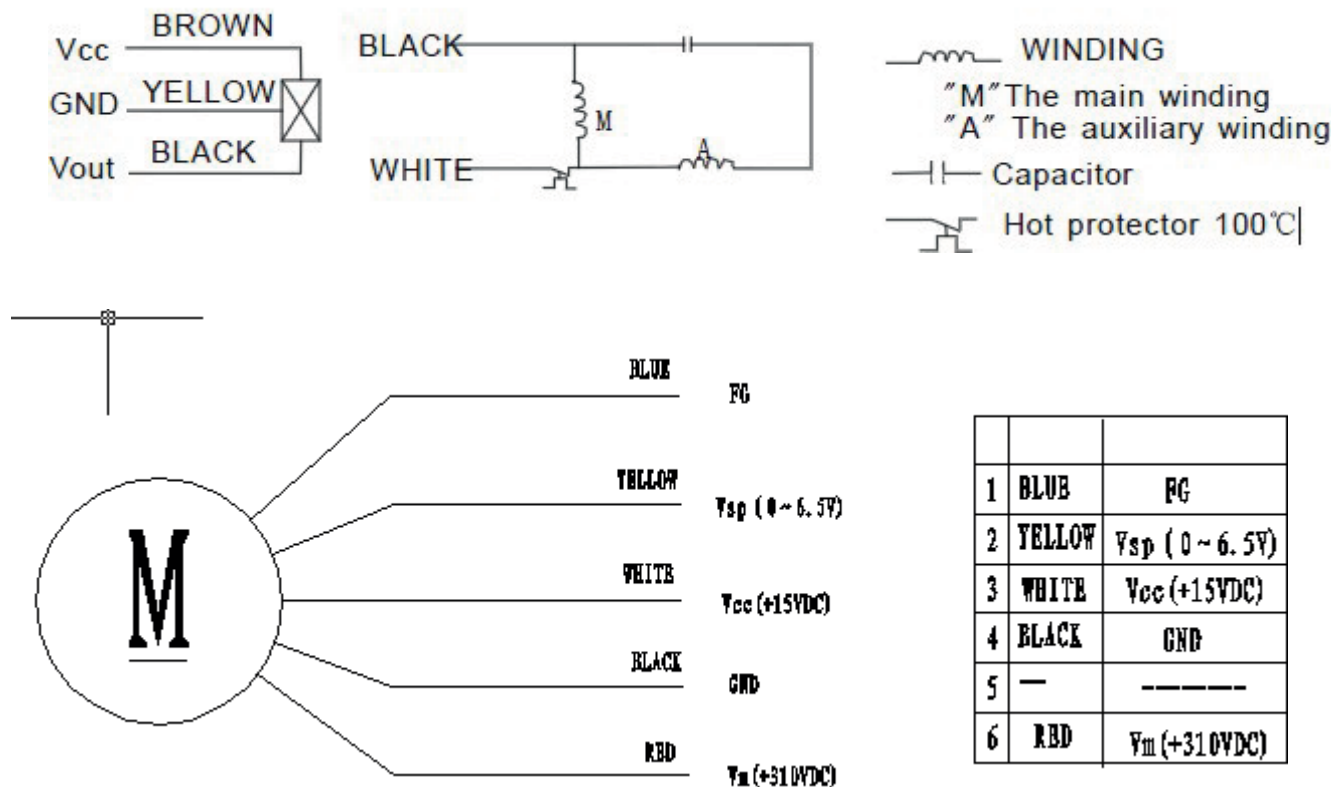 Vcc BROWN
GND YELLOW
Vout BLACK
BLACK
M
WHITE
A
WINDING
"M" The main winding
"A" The auxiliary winding
Capacitor
Hot protector 100℃
M
BLUE FG
YELLOW Vsp (0~6.5V)
WHITE Vcc (+15VDC)
BLACK GND
RED Vm (+310VDC)
1 BLUE FG
2 YELLOW Vsp (0~6.5V)
3 WHITE Vcc (+15VDC)
4 BLACK GND
5 — -------
6 RED Vm (+310VDC)